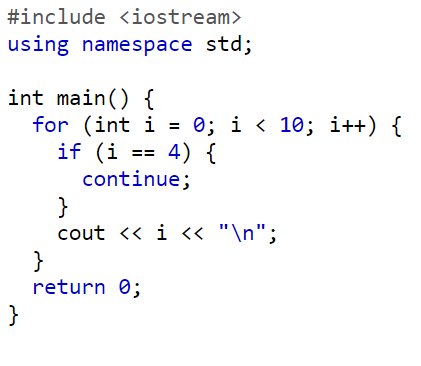 #include <iostream>
using namespace std;

int main() {
  for (int i = 0; i < 10; i++) {
    if (i == 4) {
      continue;
    }
    cout << i << "\n";
  }
  return 0;
}